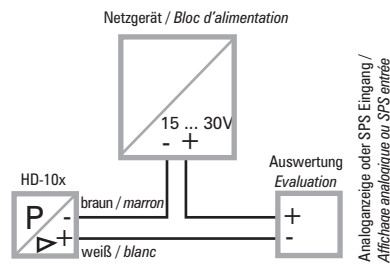 Netzgerät / Bloc d'alimentation
15 ... 30V
- +
HD-10x
P -
+
braun / marron
weiß / blanc
Auswertung
Evaluation
+
-
Analoganzeige oder SPS Eingang /
Affichage analogique ou SPS entrée